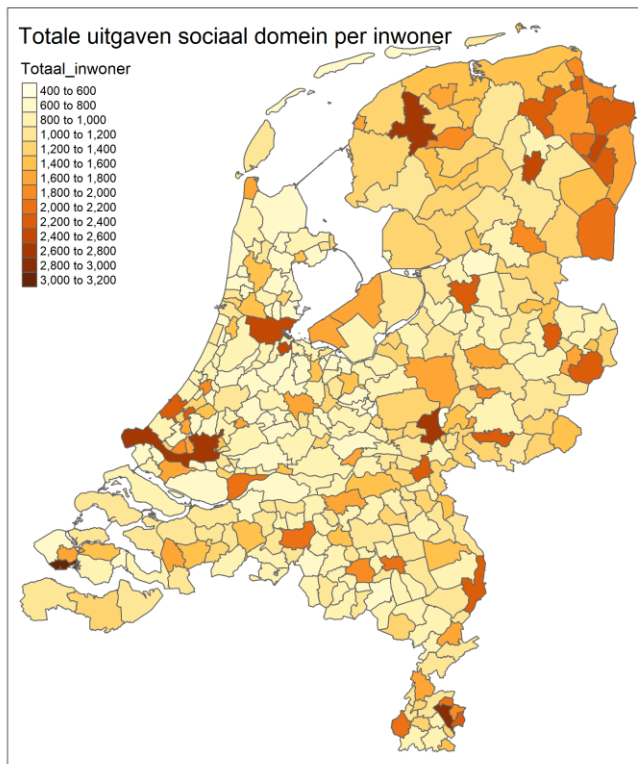 Totale uitgaven sociaal domein per inwoner
Totaal_inwoner
400 to 600
600 to 800
800 to 1,000
1,000 to 1,200
1,200 to 1,400
1,400 to 1,600
1,600 to 1,800
1,800 to 2,000
2,000 to 2,200
2,200 to 2,400
2,400 to 2,600
2,600 to 2,800
2,800 to 3,000
3,000 to 3,200